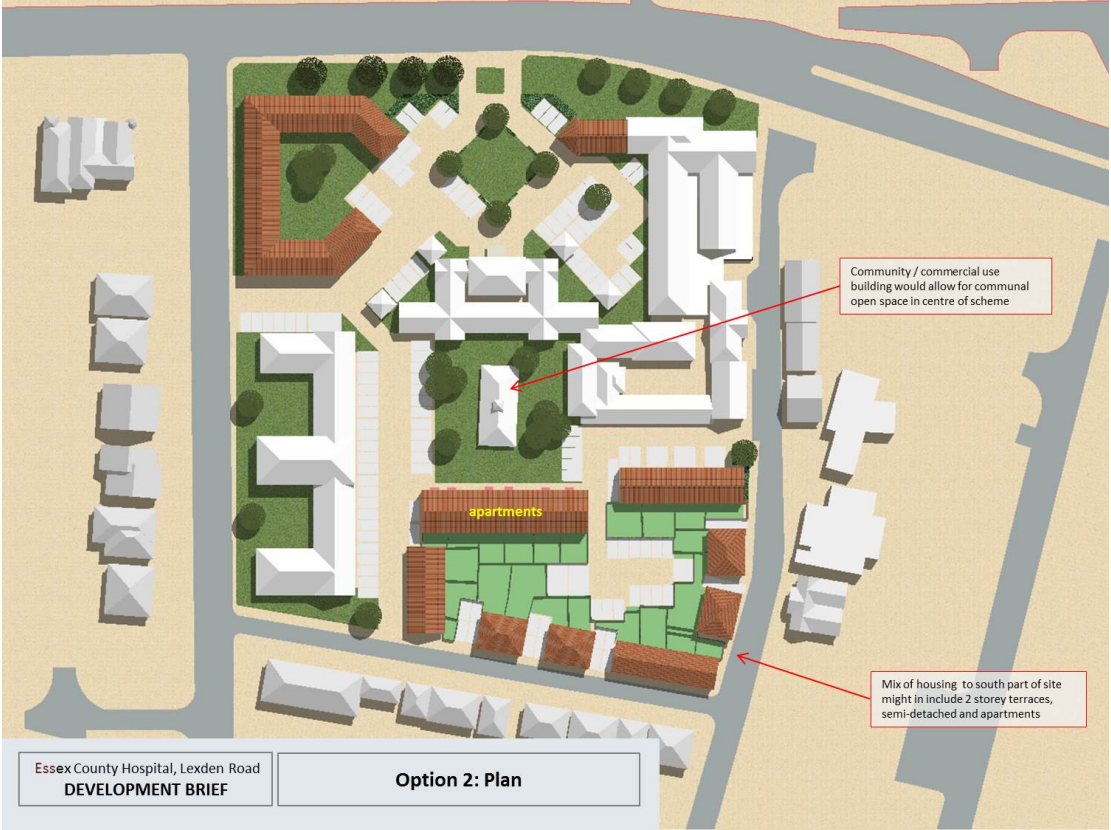 Community / commercial use
building would allow for communal
open space in centre of scheme
apartments
Mix of housing to south part of site
might in include 2 storey terraces,
semi-detached and apartments
Essex County Hospital, Lexden Road
DEVELOPMENT BRIEF
Option 2: Plan